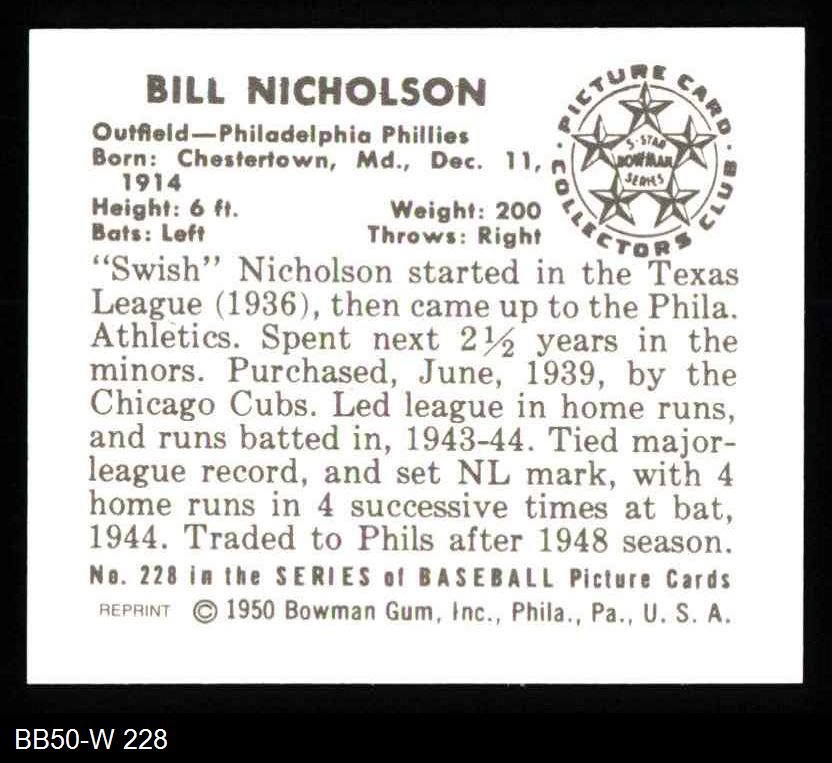 BILL NICHOLSON
Outfield—Philadelphia Phillies
Born: Chestertown, Md., Dec. 11,
1914
Height: 6 ft. Weight: 200
Bats: Left Throws: Right
PICTURE CARD
COLLECTORS CLUB
5-STAR
BOWMAN
SERIES
"Swish" Nicholson started in the Texas
League (1936), then came up to the Phila.
Athletics. Spent next 2½ years in the
minors. Purchased, June, 1939, by the
Chicago Cubs. Led league in home runs,
and runs batted in, 1943-44. Tied major-
league record, and set NL mark, with 4
home runs in 4 successive times at bat,
1944. Traded to Phils after 1948 season.
No. 228 in the SERIES of BASEBALL Picture Cards
REPRINT © 1950 Bowman Gum, Inc., Phila., Pa., U. S. A.
BB50-W 228